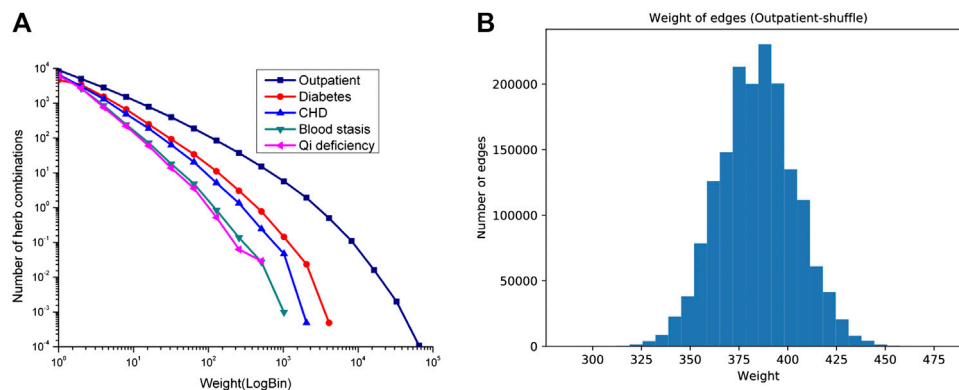 A
B
Weight of edges (Outpatient-shuffle)
Number of herb combinations
10^4
10^3
10^2
10^1
10^0
10^-1
10^-2
10^-3
10^-4
Outpatient
Diabetes
CHD
Blood stasis
Qi deficiency
10^0
10^1
10^2
10^3
10^4
10^5
Weight(LogBin)
Number of edges
200000
150000
100000
50000
0
300
325
350
375
400
425
450
475
Weight